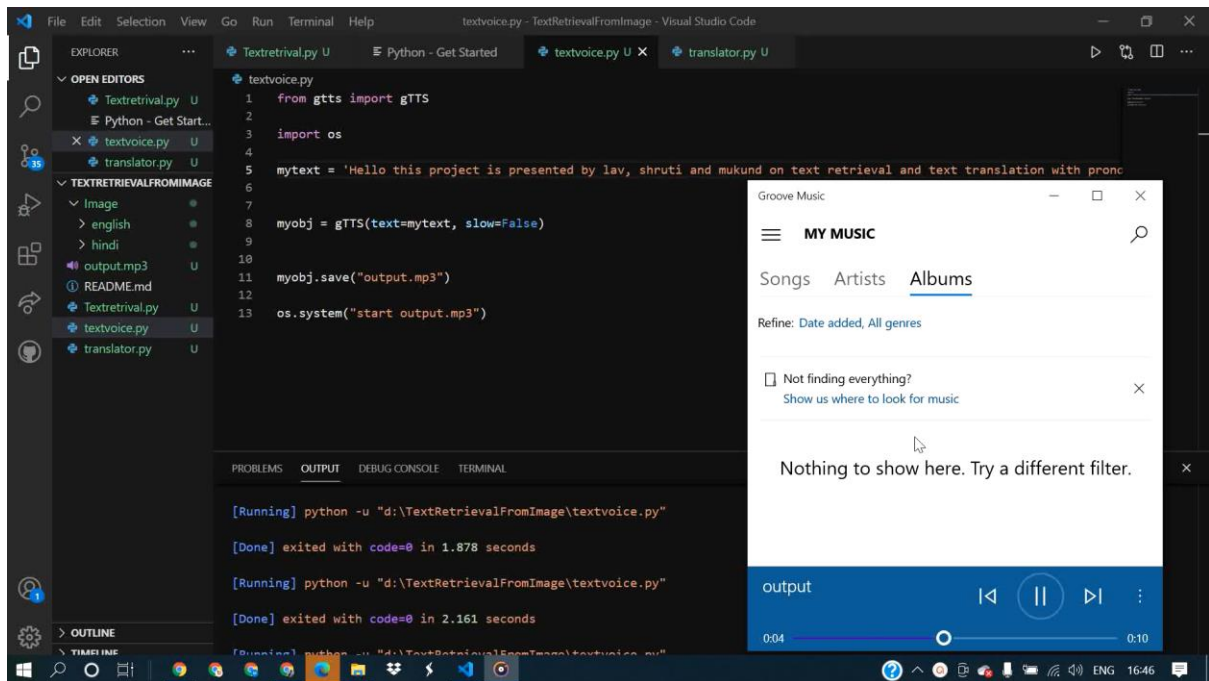 File Edit Selection View Go Run Terminal Help textvoice.py - TextRetrievalFromImage - Visual Studio Code
EXPLORER
Textretrival.py U
Python - Get Started
textvoice.py U
translator.py U
OPEN EDITORS
Textretrival.py U
Python - Get Start...
textvoice.py U
translator.py U
TEXTRETRIEVALFROMIMAGE
Image
english
hindi
output.mp3 U
README.md
Textretrival.py U
textvoice.py U
translator.py U
OUTLINE
TIMELINE
35
1
textvoice.py
1 from gtts import gTTS
2
3 import os
4
5 mytext = 'Hello this project is presented by lav, shruti and mukund on text retrieval and text translation with pronc
6
7
8 myobj = gTTS(text=mytext, slow=False)
9
10
11 myobj.save("output.mp3")
12
13 os.system("start output.mp3")
PROBLEMS OUTPUT DEBUG CONSOLE TERMINAL
[Running] python -u "d:\TextRetrievalFromImage\textvoice.py"
[Done] exited with code=0 in 1.878 seconds
[Running] python -u "d:\TextRetrievalFromImage\textvoice.py"
[Done] exited with code=0 in 2.161 seconds
[Running] python -u "d:\TextRetrievalFromImage\textvoice.py"
Groove Music
MY MUSIC
Songs Artists Albums
Refine: Date added, All genres
Not finding everything?
Show us where to look for music
Nothing to show here. Try a different filter.
output
0:04 0:10
ENG 16:46